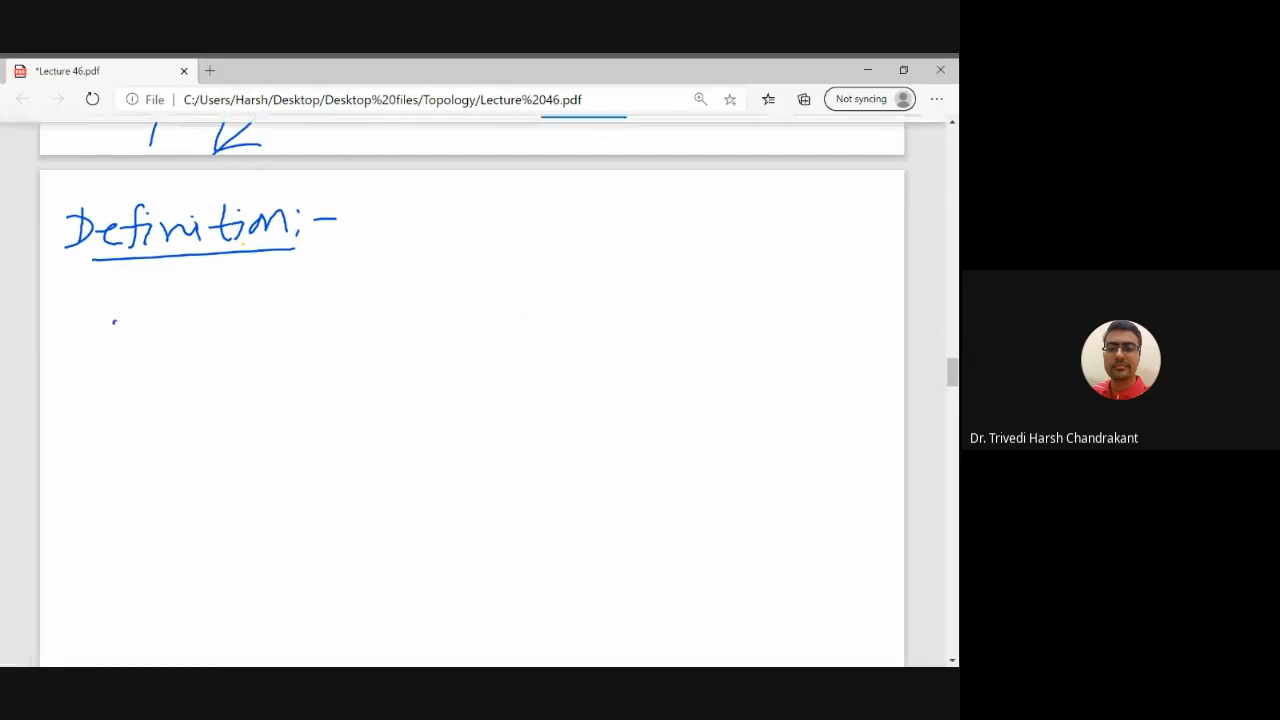 *Lecture 46.pdf
File | C:/Users/Harsh/Desktop/Desktop%20files/Topology/Lecture%2046.pdf
Not syncing
Definition:-
Dr. Trivedi Harsh Chandrakant